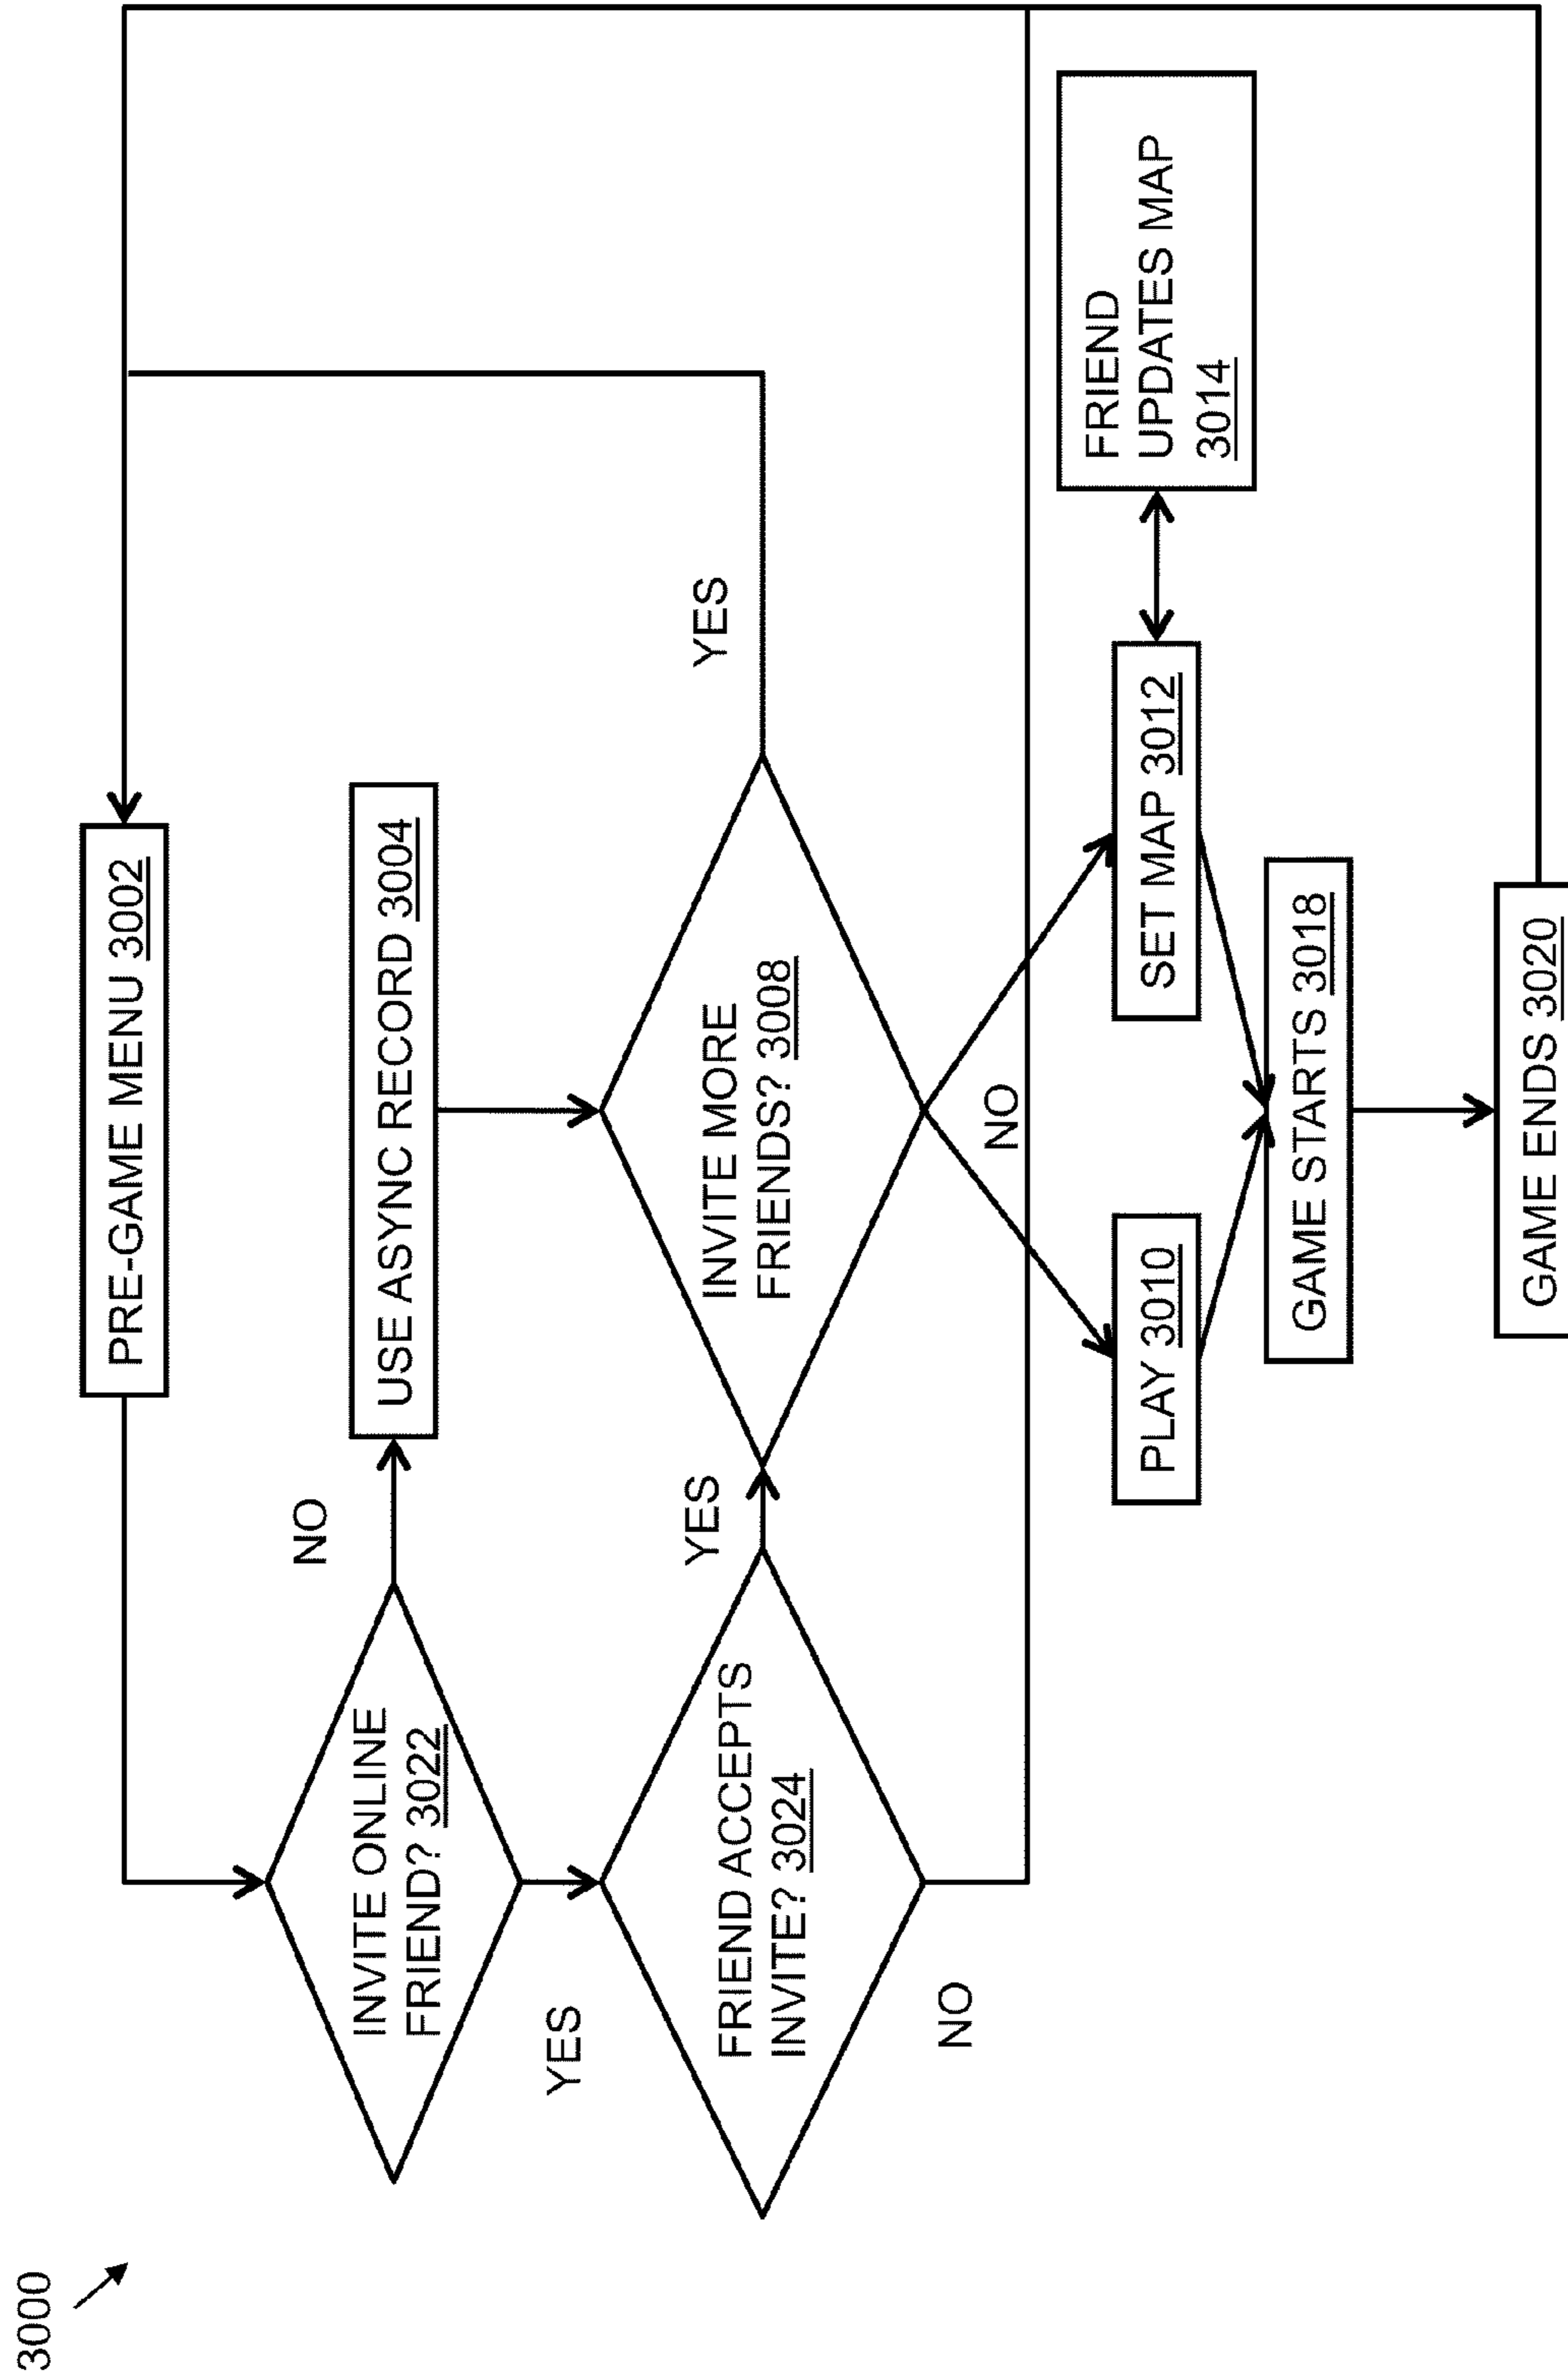 3000
PRE-GAME MENU 3002
INVITE ONLINE
FRIEND? 3022
NO
USE ASYNC RECORD 3004
YES
FRIEND ACCEPTS
INVITE? 3024
YES
INVITE MORE
FRIENDS? 3008
YES
NO
NO
PLAY 3010
SET MAP 3012
FRIEND
UPDATES MAP
3014
GAME STARTS 3018
GAME ENDS 3020